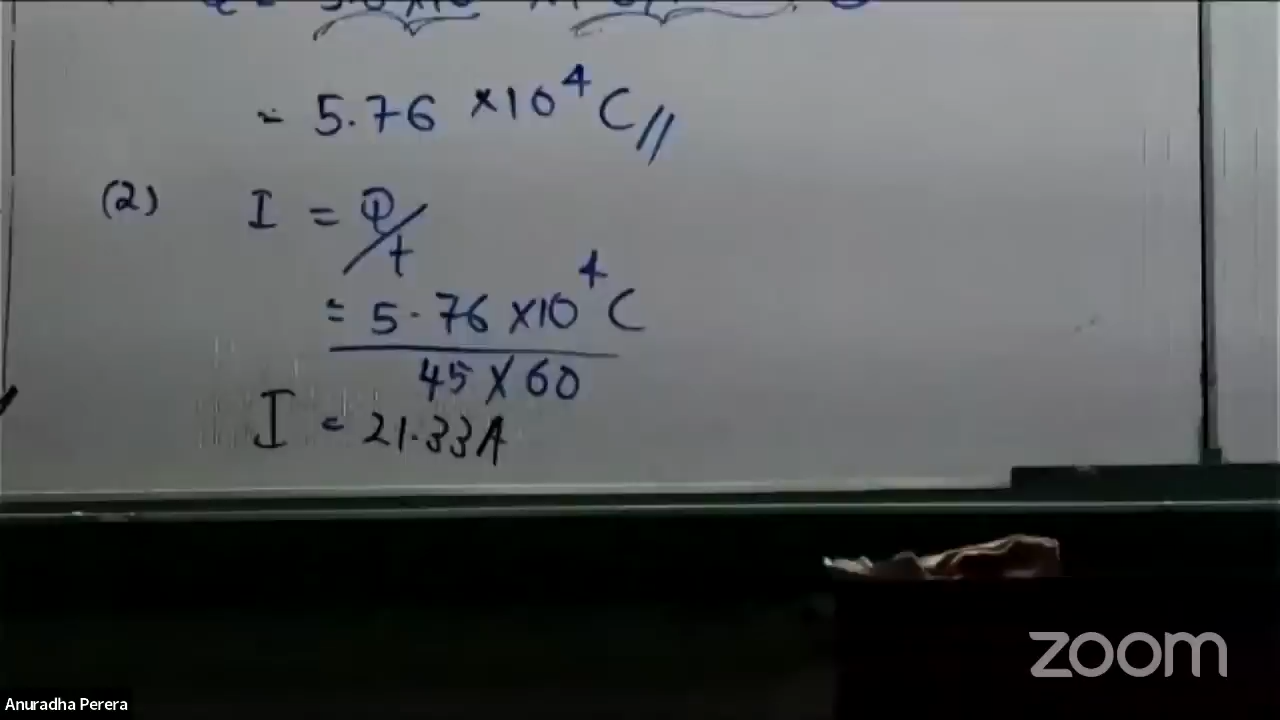 = 5.76 ×10⁴ C//
(2) I = Q/t
= 5.76 ×10⁴ C
45 × 60
I = 21.33A
zoom
Anuradha Perera